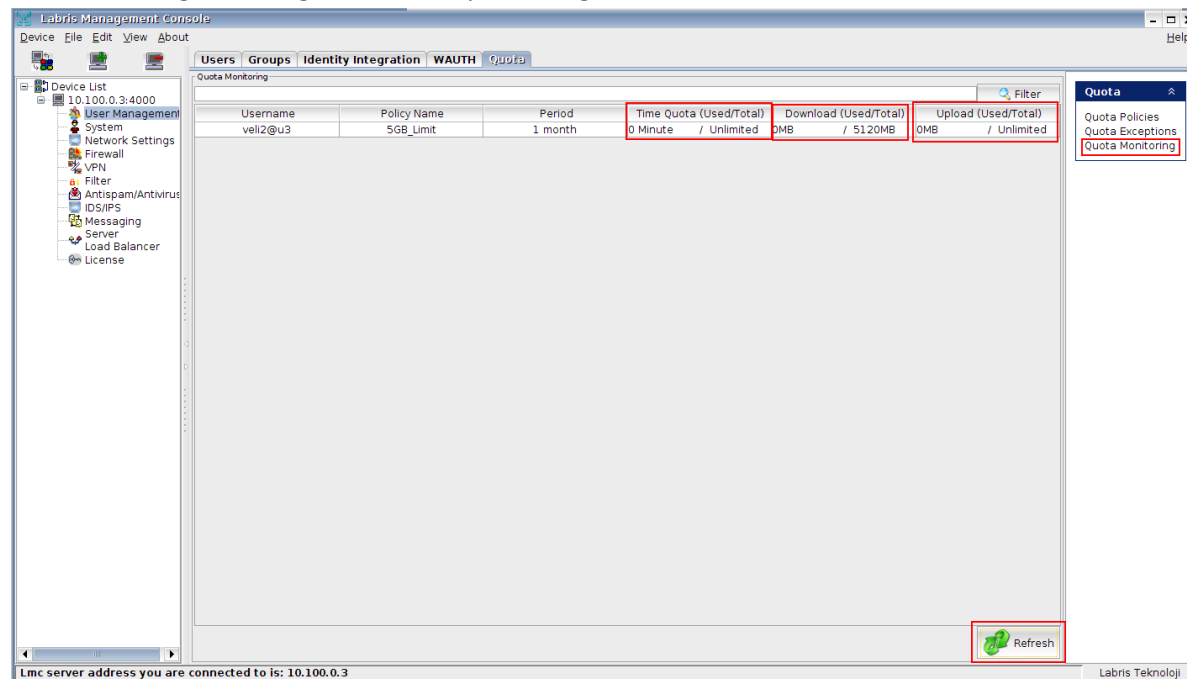 Labris Management Console
Device File Edit View About
Help
Users Groups Identity Integration WAUTH Quota
Device List
10.100.0.3:4000
User Management
System
Network Settings
Firewall
VPN
Filter
Antispam/Antivirus
IDS/IPS
Messaging
Server
Load Balancer
License
Quota Monitoring
Filter
Username Policy Name Period Time Quota (Used/Total) Download (Used/Total) Upload (Used/Total)
veli2@u3 5GB_Limit 1 month 0 Minute / Unlimited 0MB / 5120MB 0MB / Unlimited
Refresh
Quota
Quota Policies
Quota Exceptions
Quota Monitoring
Lmc server address you are connected to is: 10.100.0.3
Labris Teknoloji